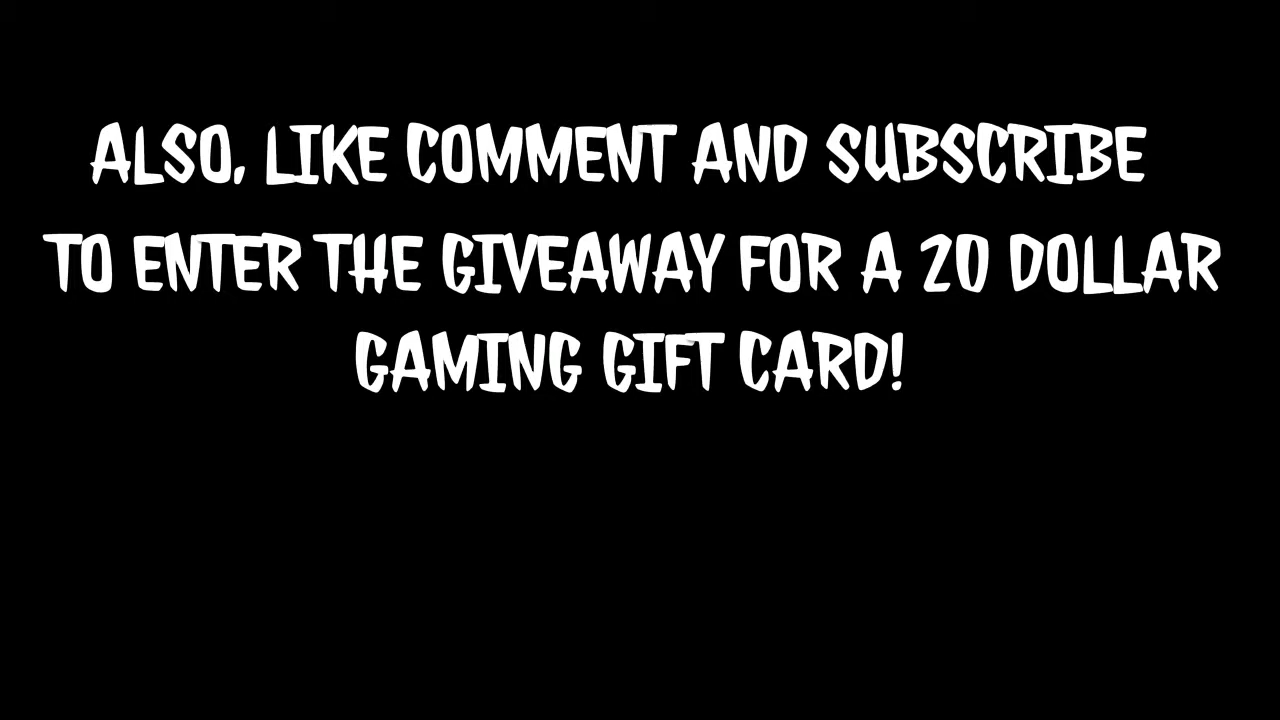 ALSO, LIKE COMMENT AND SUBSCRIBE
TO ENTER THE GIVEAWAY FOR A 20 DOLLAR
GAMING GIFT CARD!